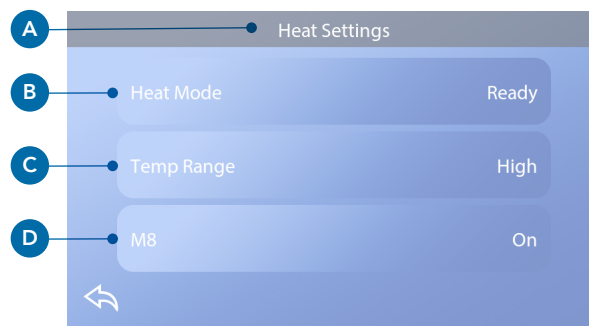 A Heat Settings
B Heat Mode Ready
C Temp Range High
D M8 On